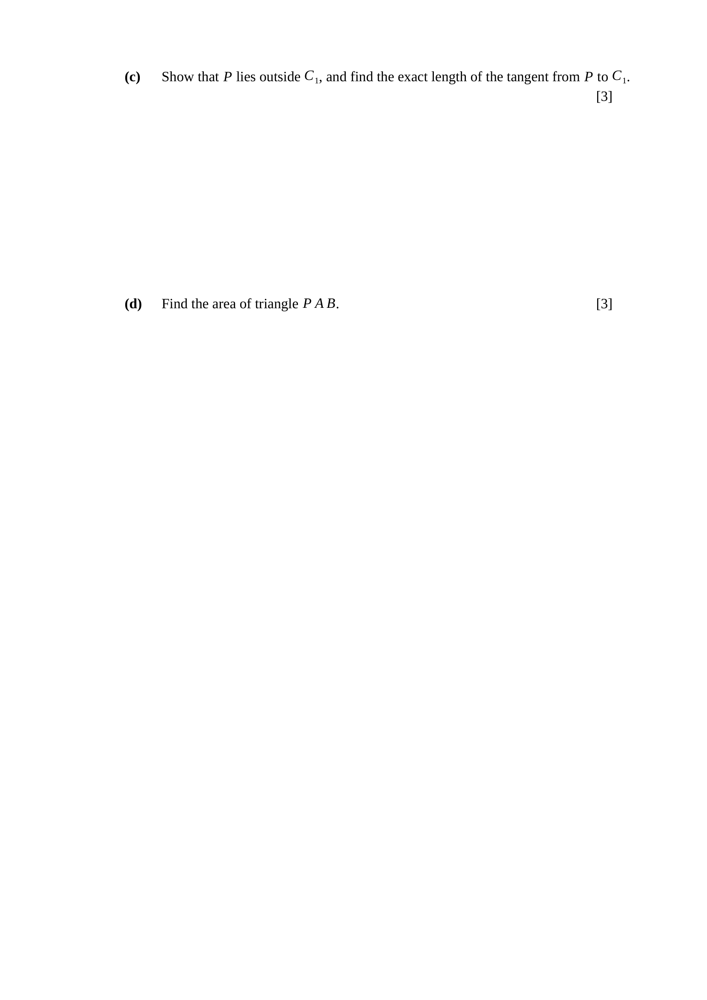 (c) Show that P lies outside C₁, and find the exact length of the tangent from P to C₁.
[3]
(d) Find the area of triangle P A B. [3]